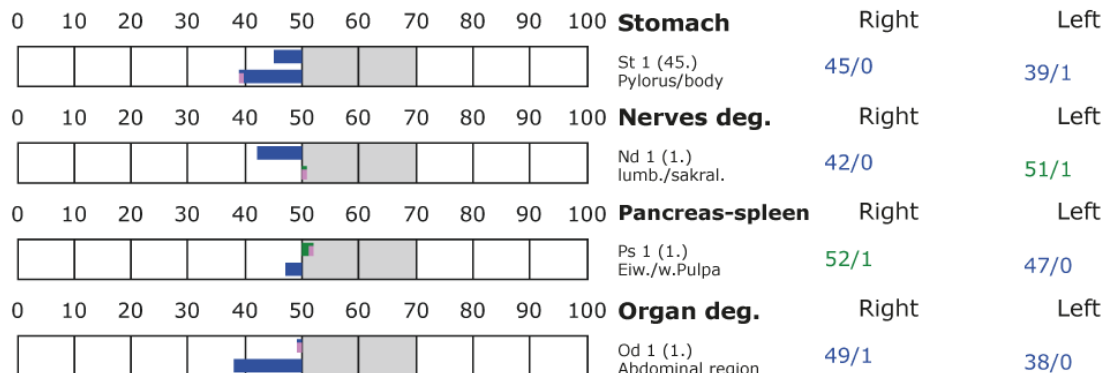 0 10 20 30 40 50 60 70 80 90 100 Stomach Right Left
St 1 (45.) 45/0 39/1
Pylorus/body
0 10 20 30 40 50 60 70 80 90 100 Nerves deg. Right Left
Nd 1 (1.) 42/0 51/1
lumb./sakral.
0 10 20 30 40 50 60 70 80 90 100 Pancreas-spleen Right Left
Ps 1 (1.) 52/1 47/0
Eiw./w.Pulpa
0 10 20 30 40 50 60 70 80 90 100 Organ deg. Right Left
Od 1 (1.) 49/1 38/0
Abdominal region